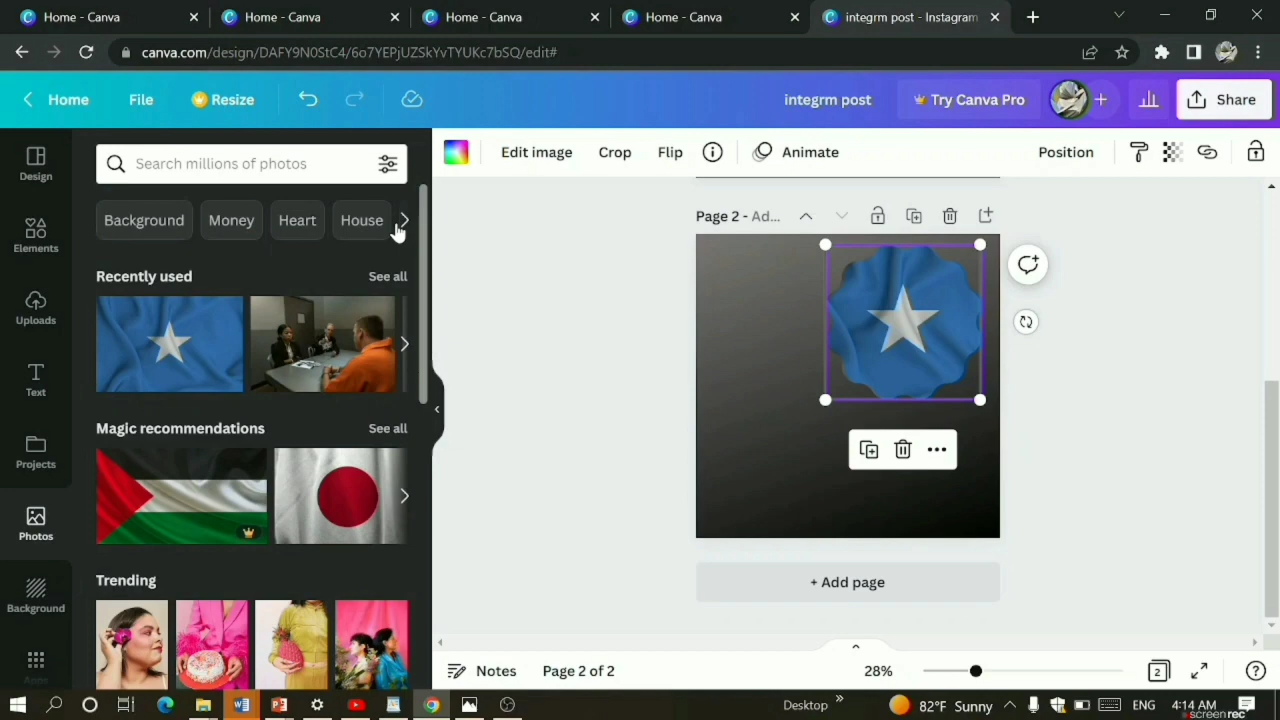 Home - Canva
Home - Canva
Home - Canva
Home - Canva
integrm post - Instagram
canva.com/design/DAFY9N0StC4/6o7YEPjUZSkYvTYUKc7bSQ/edit#
Home File Resize integrm post Try Canva Pro Share
Design
Elements
Uploads
Text
Projects
Photos
Background
Apps
Search millions of photos
Background Money Heart House
Recently used See all
Magic recommendations See all
Trending
Edit image Crop Flip Animate Position
Page 2 - Ad...
+ Add page
Notes Page 2 of 2 28% 2
Desktop 82°F Sunny ENG 4:14 AM
screenrec